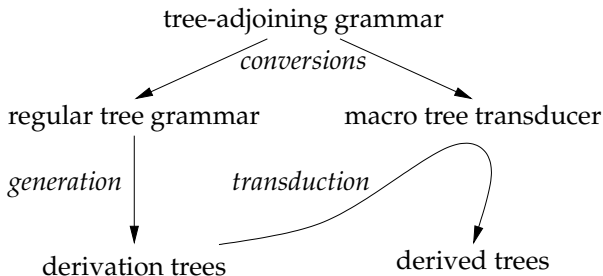 tree-adjoining grammar
conversions
regular tree grammar macro tree transducer
generation transduction
derivation trees derived trees